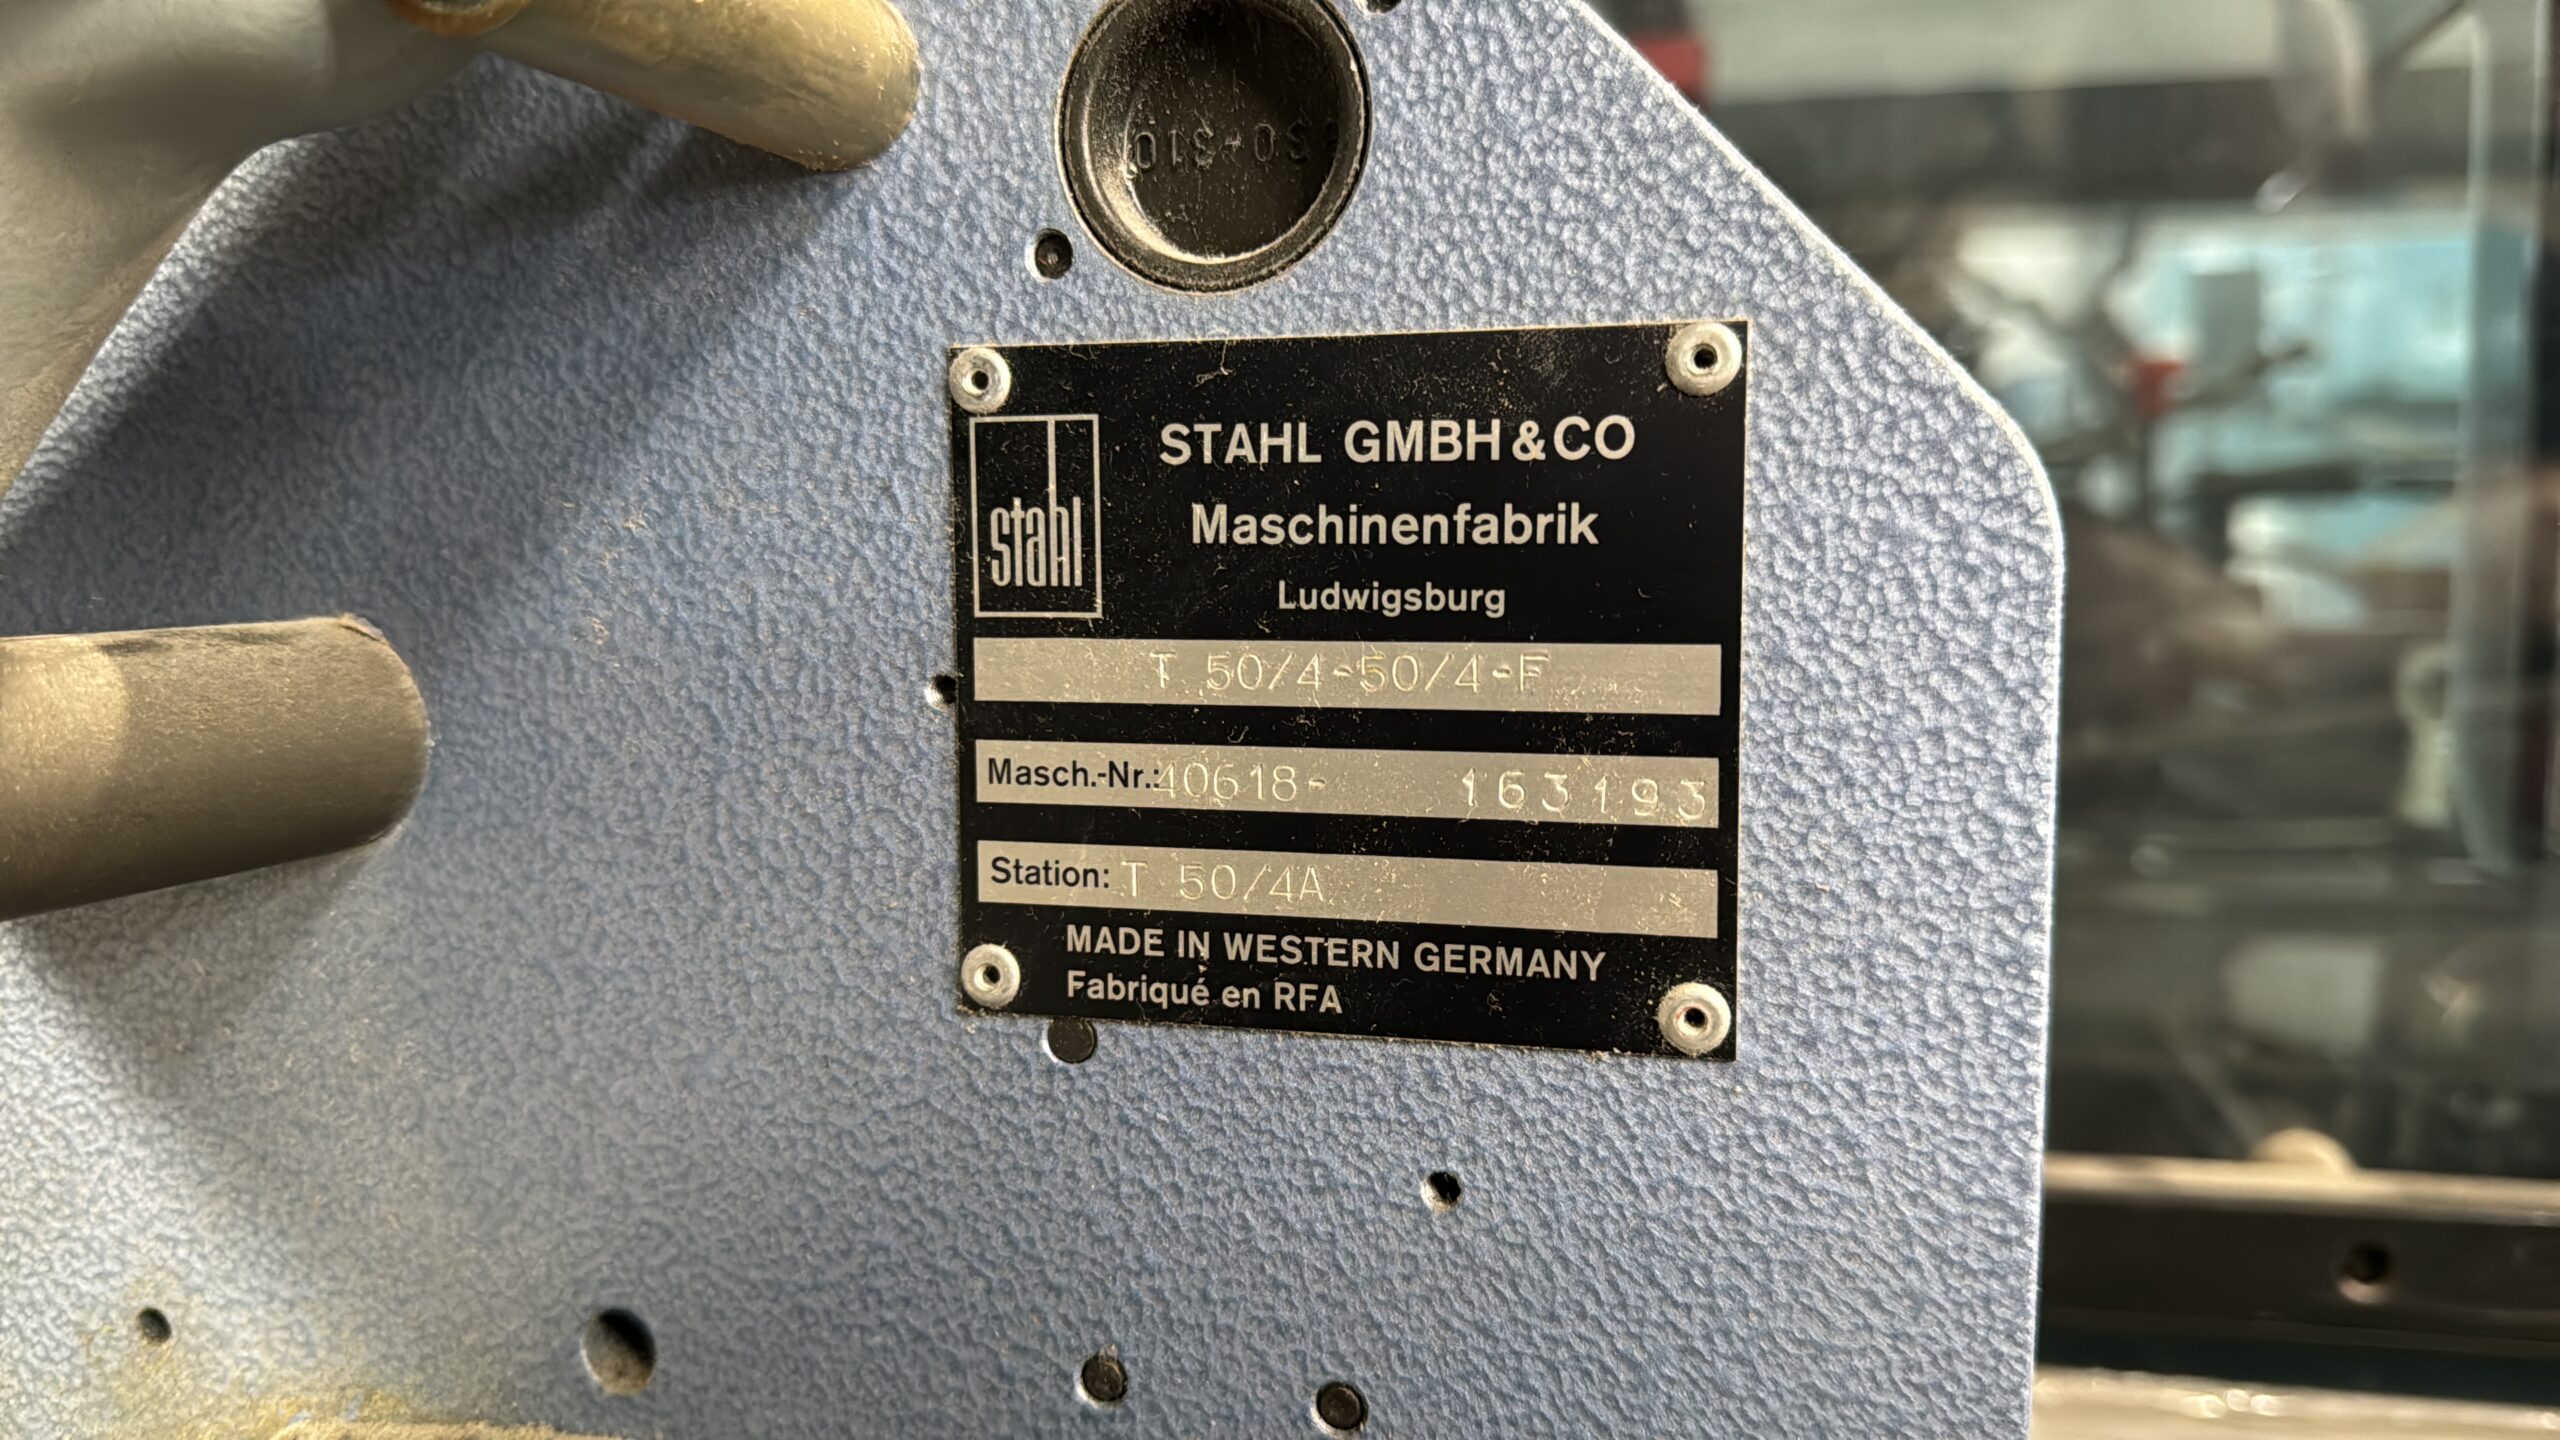 STAHL GMBH & CO
Maschinenfabrik
Ludwigsburg
stahl
T 50/4-50/4-F
Masch.-Nr.: 40618- 163193
Station: T 50/4A
MADE IN WESTERN GERMANY
Fabriqué en RFA